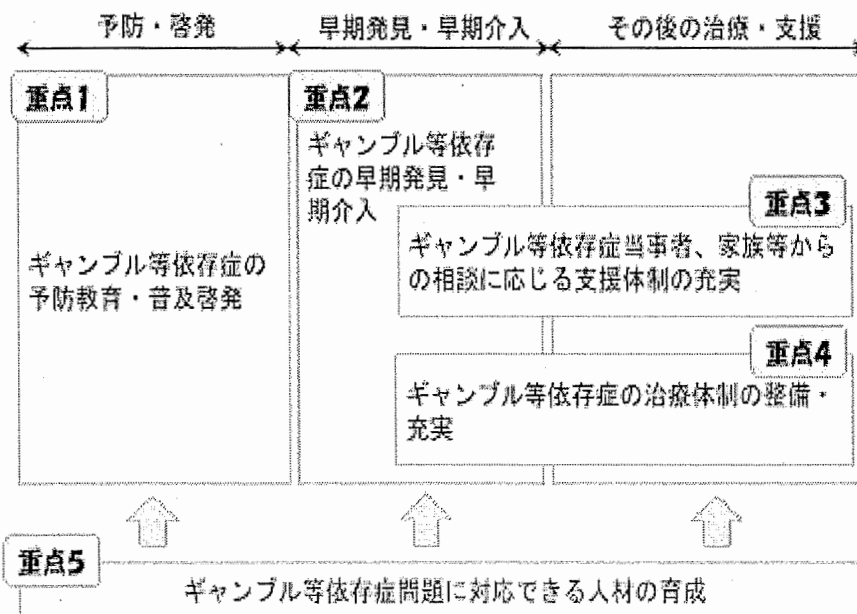 予防・啓発
早期発見・早期介入
その後の治療・支援
重点1
ギャンブル等依存症の
予防教育・普及啓発
重点2
ギャンブル等依存
症の早期発見・早
期介入
重点3
ギャンブル等依存症当事者、家族等から
の相談に応じる支援体制の充実
重点4
ギャンブル等依存症の治療体制の整備・
充実
重点5
ギャンブル等依存症問題に対応できる人材の育成